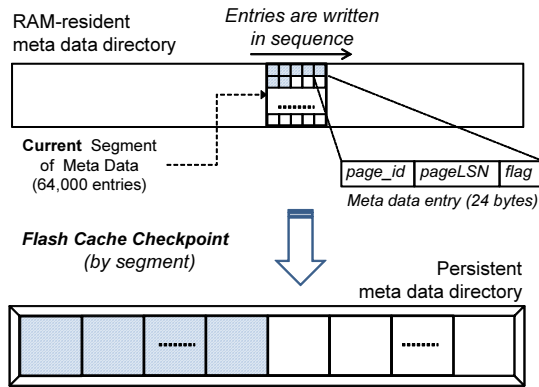 RAM-resident
meta data directory
Entries are written
in sequence
.........
Current Segment
of Meta Data
(64,000 entries)
page_id pageLSN flag
Meta data entry (24 bytes)
Flash Cache Checkpoint
(by segment)
Persistent
meta data directory
......... .........